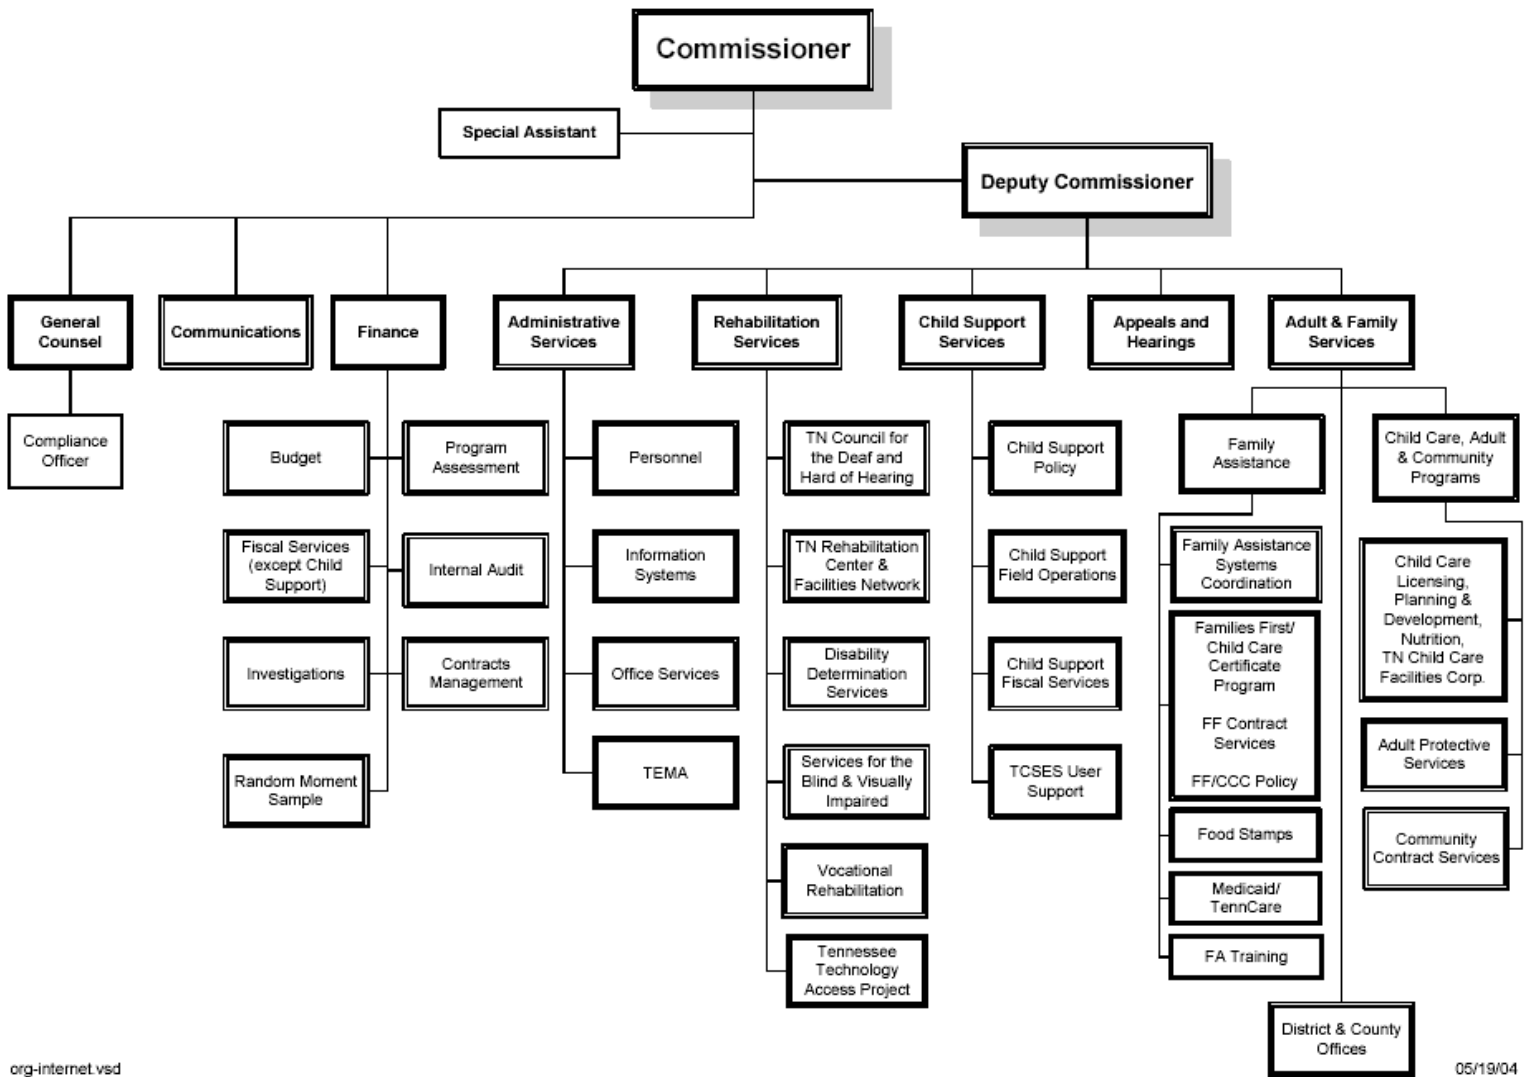 Commissioner
Special Assistant
Deputy Commissioner
General
Counsel
Communications
Finance
Administrative
Services
Rehabilitation
Services
Child Support
Services
Appeals and
Hearings
Adult & Family
Services
Compliance
Officer
Budget
Program
Assessment
Fiscal Services
(except Child
Support)
Internal Audit
Investigations
Contracts
Management
Random Moment
Sample
Personnel
Information
Systems
Office Services
TEMA
TN Council for
the Deaf and
Hard of Hearing
TN Rehabilitation
Center &
Facilities Network
Disability
Determination
Services
Services for the
Blind & Visually
Impaired
Vocational
Rehabilitation
Tennessee
Technology
Access Project
Child Support
Policy
Child Support
Field Operations
Child Support
Fiscal Services
TCSES User
Support
Family
Assistance
Family Assistance
Systems
Coordination
Families First/
Child Care
Certificate
Program
FF Contract
Services
FF/CCC Policy
Food Stamps
Medicaid/
TennCare
FA Training
Child Care, Adult
& Community
Programs
Child Care
Licensing,
Planning &
Development,
Nutrition,
TN Child Care
Facilities Corp.
Adult Protective
Services
Community
Contract Services
District & County
Offices
org-internet.vsd
05/19/04